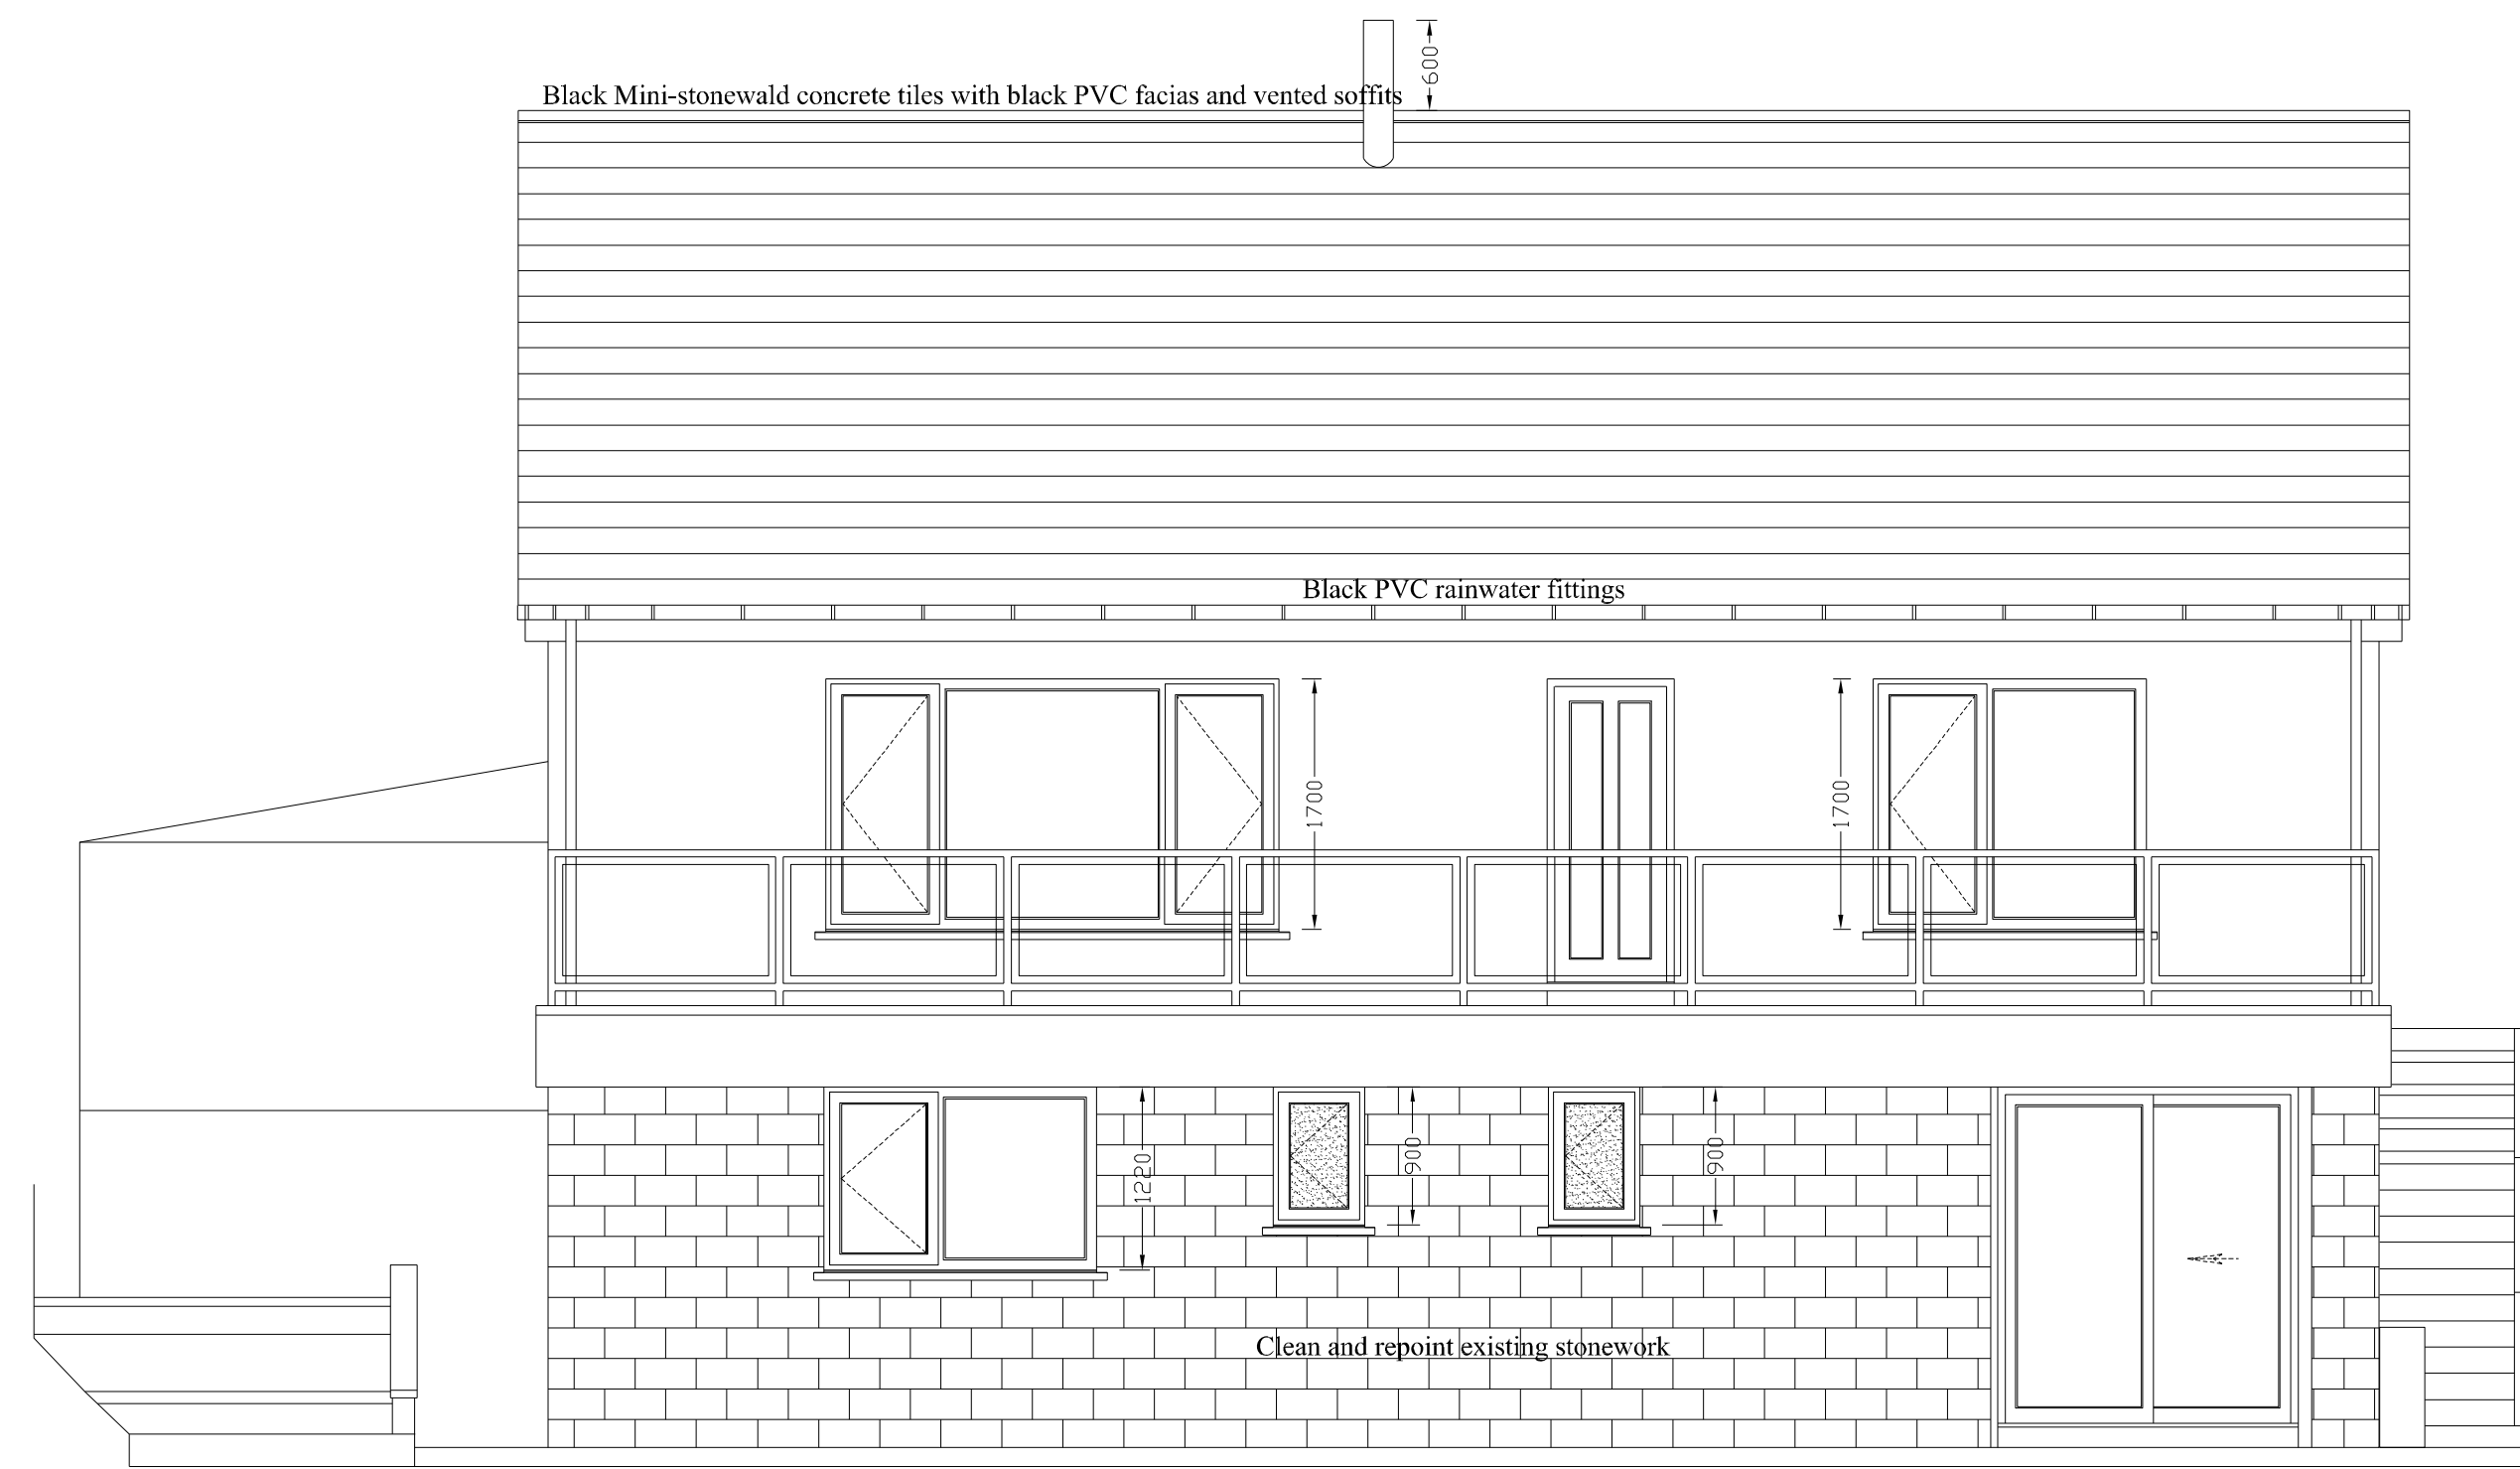 600
Black Mini-stonewald concrete tiles with black PVC facias and vented soffits
Black PVC rainwater fittings
1700
1700
1220
900
900
Clean and repoint existing stonework